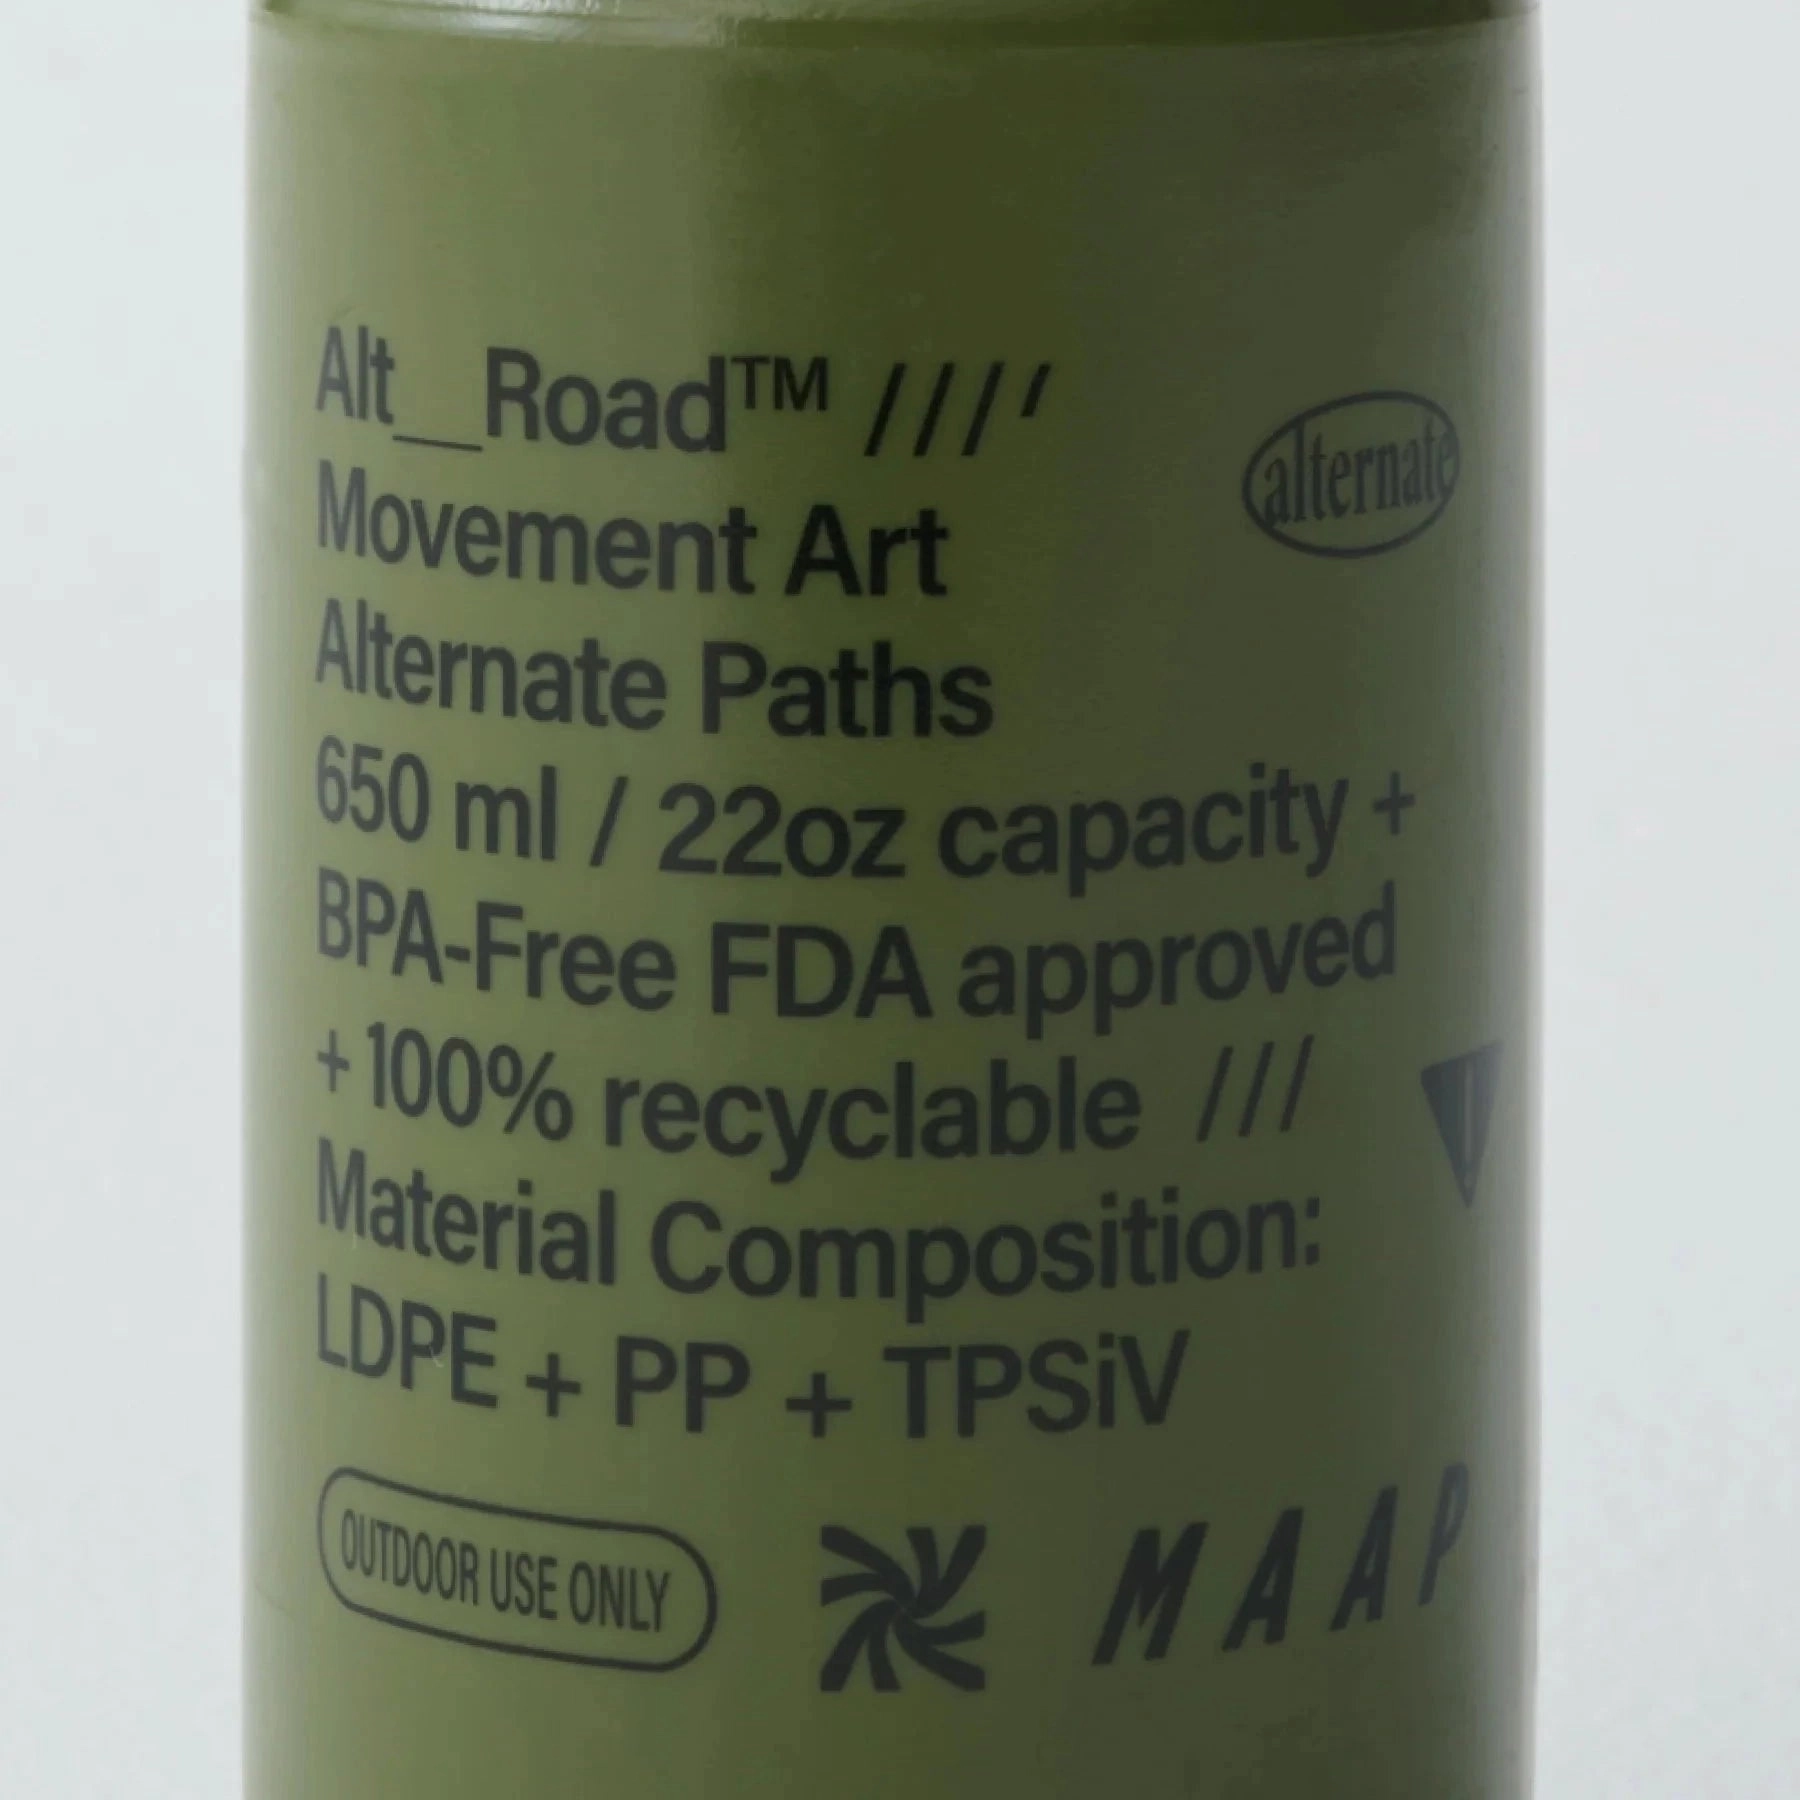 Alt__Road™ ////
alternate
Movement Art
Alternate Paths
650 ml / 22oz capacity +
BPA-Free FDA approved
+ 100% recyclable ///
Material Composition:
LDPE + PP + TPSiV
OUTDOOR USE ONLY
MAAP